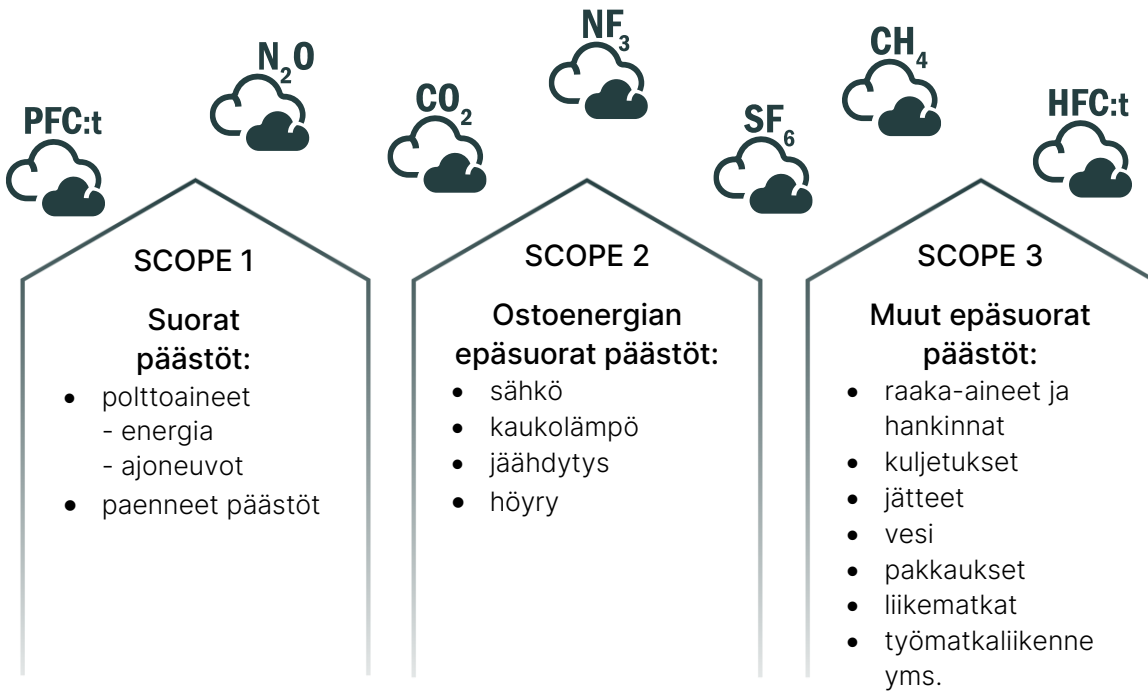 PFC:t
N₂O
CO₂
NF₃
SF₆
CH₄
HFC:t
SCOPE 1
Suorat
päästöt:
• polttoaineet
- energia
- ajoneuvot
• paenneet päästöt
SCOPE 2
Ostoenergian
epäsuorat päästöt:
• sähkö
• kaukolämpö
• jäähdytys
• höyry
SCOPE 3
Muut epäsuorat
päästöt:
• raaka-aineet ja
hankinnat
• kuljetukset
• jätteet
• vesi
• pakkaukset
• liikematkat
• työmatkaliikenne
yms.